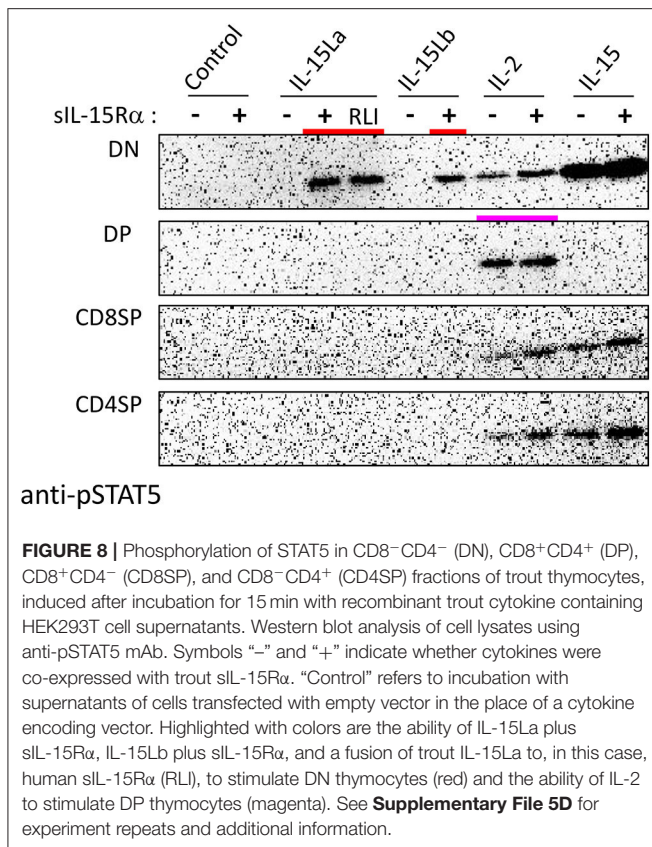 Control IL-15La IL-15Lb IL-2 IL-15
sIL-15Rα : - + - + RLI - + - + - +
DN
DP
CD8SP
CD4SP
anti-pSTAT5
FIGURE 8 | Phosphorylation of STAT5 in CD8⁻CD4⁻ (DN), CD8⁺CD4⁺ (DP),
CD8⁺CD4⁻ (CD8SP), and CD8⁻CD4⁺ (CD4SP) fractions of trout thymocytes,
induced after incubation for 15 min with recombinant trout cytokine containing
HEK293T cell supernatants. Western blot analysis of cell lysates using
anti-pSTAT5 mAb. Symbols “–” and “+” indicate whether cytokines were
co-expressed with trout sIL-15Rα. “Control” refers to incubation with
supernatants of cells transfected with empty vector in the place of a cytokine
encoding vector. Highlighted with colors are the ability of IL-15La plus
sIL-15Rα, IL-15Lb plus sIL-15Rα, and a fusion of trout IL-15La to, in this case,
human sIL-15Rα (RLI), to stimulate DN thymocytes (red) and the ability of IL-2
to stimulate DP thymocytes (magenta). See Supplementary File 5D for
experiment repeats and additional information.